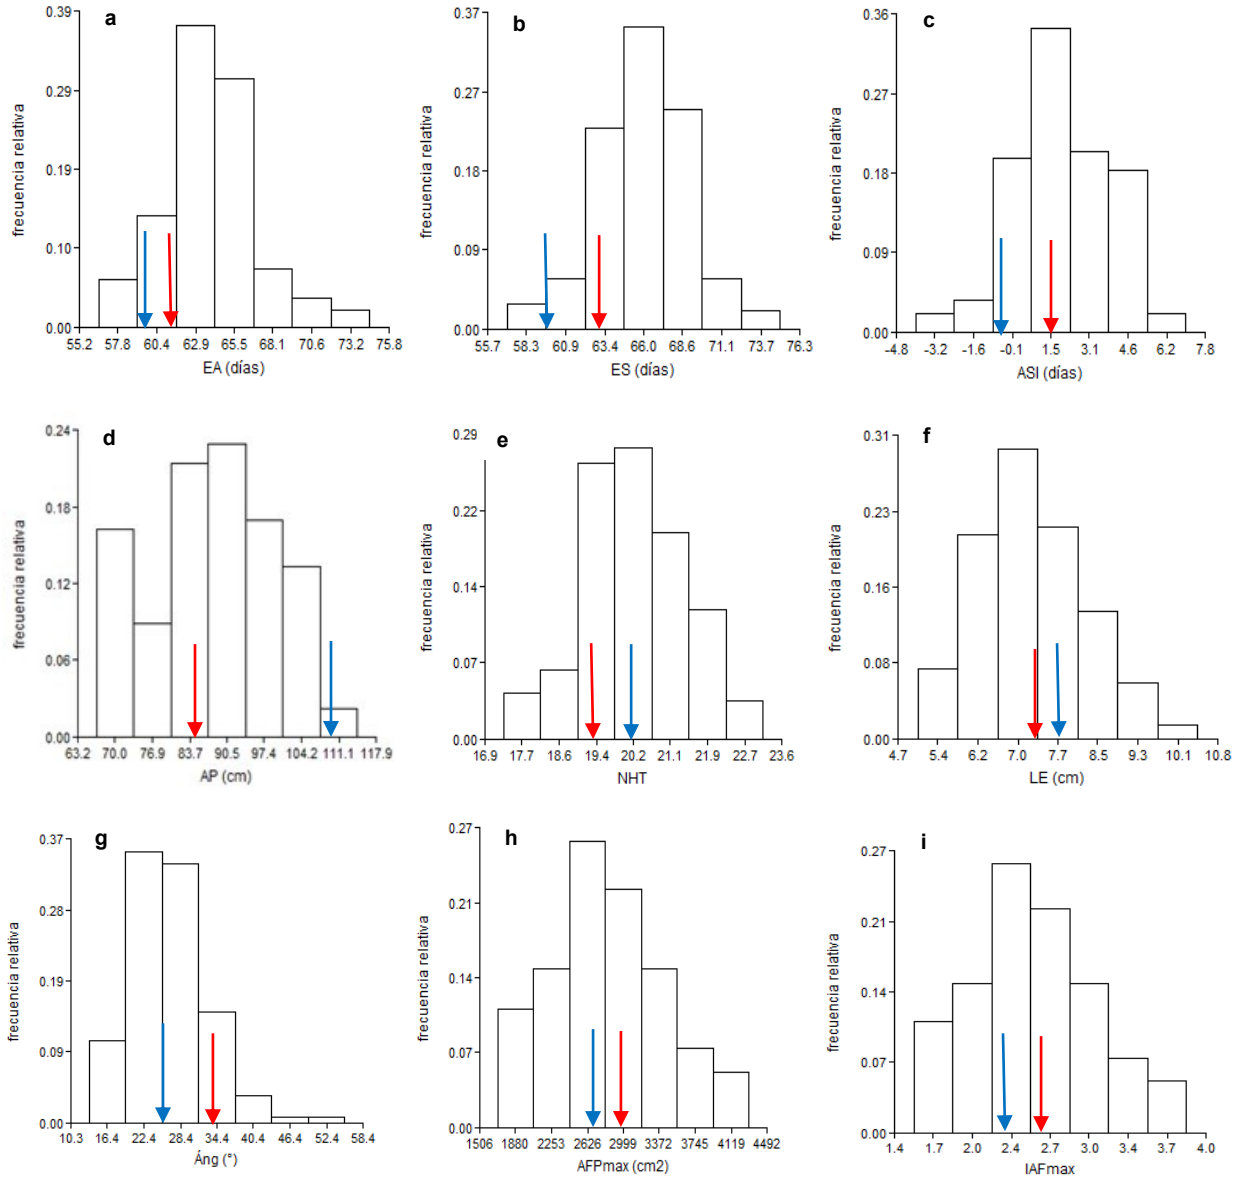 a
frecuencia relativa
0.39
0.29
0.19
0.10
0.00
55.2 57.8 60.4 62.9 65.5 68.1 70.6 73.2 75.8
EA (días)
b
frecuencia relativa
0.37
0.27
0.18
0.09
0.00
55.7 58.3 60.9 63.4 66.0 68.6 71.1 73.7 76.3
ES (días)
c
frecuencia relativa
0.36
0.27
0.18
0.09
0.00
-4.8 -3.2 -1.6 -0.1 1.5 3.1 4.6 6.2 7.8
ASI (días)
d
frecuencia relativa
0.24
0.18
0.12
0.06
0.00
63.2 70.0 76.9 83.7 90.5 97.4 104.2 111.1 117.9
AP (cm)
e
frecuencia relativa
0.29
0.22
0.14
0.07
0.00
16.9 17.7 18.6 19.4 20.2 21.1 21.9 22.7 23.6
NHT
f
frecuencia relativa
0.31
0.23
0.16
0.08
0.00
4.7 5.4 6.2 7.0 7.7 8.5 9.3 10.1 10.8
LE (cm)
g
frecuencia relativa
0.37
0.28
0.19
0.09
0.00
10.3 16.4 22.4 28.4 34.4 40.4 46.4 52.4 58.4
Áng (°)
h
frecuencia relativa
0.27
0.21
0.14
0.07
0.00
1506 1880 2253 2626 2999 3372 3745 4119 4492
AFPmax (cm2)
i
frecuencia relativa
0.27
0.21
0.14
0.07
0.00
1.4 1.7 2.0 2.4 2.7 3.0 3.4 3.7 4.0
IAFmax